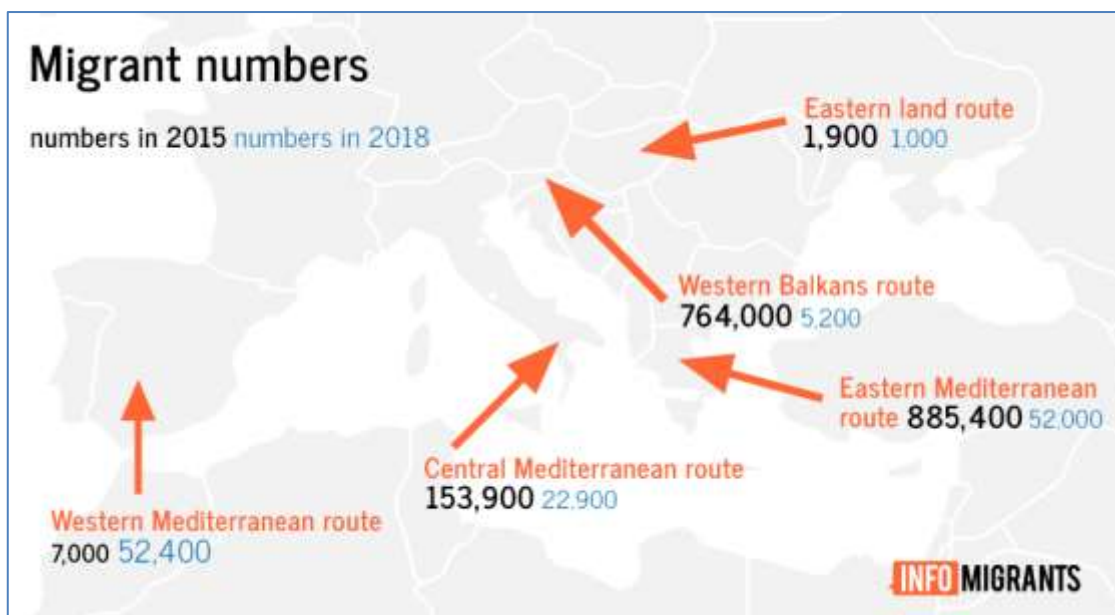 Migrant numbers
numbers in 2015 numbers in 2018
Eastern land route
1,900 1.000
Western Balkans route
764,000 5,200
Eastern Mediterranean
route 885,400 52,000
Central Mediterranean route
153,900 22.900
Western Mediterranean route
7,000 52,400
INFO MIGRANTS